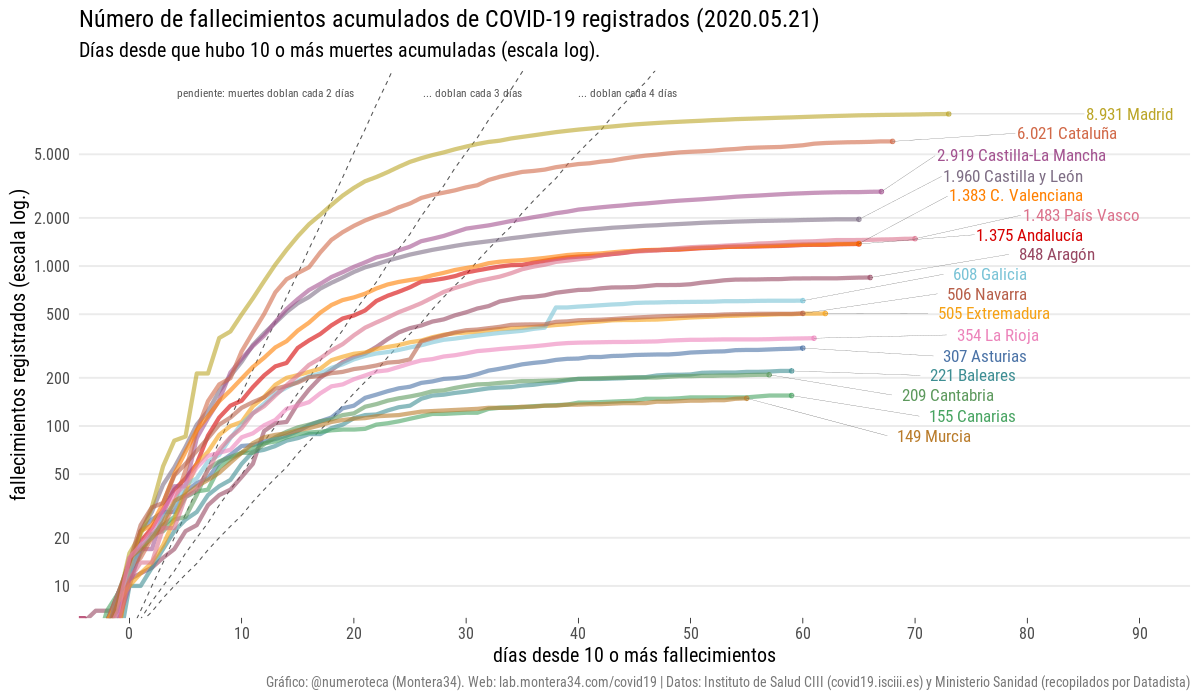 Número de fallecimientos acumulados de COVID-19 registrados (2020.05.21)
Días desde que hubo 10 o más muertes acumuladas (escala log).
pendiente: muertes doblan cada 2 días
... doblan cada 3 días
... doblan cada 4 días
8.931 Madrid
6.021 Cataluña
2.919 Castilla-La Mancha
1.960 Castilla y León
1.383 C. Valenciana
1.483 País Vasco
1.375 Andalucía
848 Aragón
608 Galicia
506 Navarra
505 Extremadura
354 La Rioja
307 Asturias
221 Baleares
209 Cantabria
155 Canarias
149 Murcia
fallecimientos registrados (escala log.)
5.000
2.000
1.000
500
200
100
50
20
10
0 10 20 30 40 50 60 70 80 90
días desde 10 o más fallecimientos
Gráfico: @numeroteca (Montera34). Web: lab.montera34.com/covid19 | Datos: Instituto de Salud CIII (covid19.isciii.es) y Ministerio Sanidad (recopilados por Datadista)